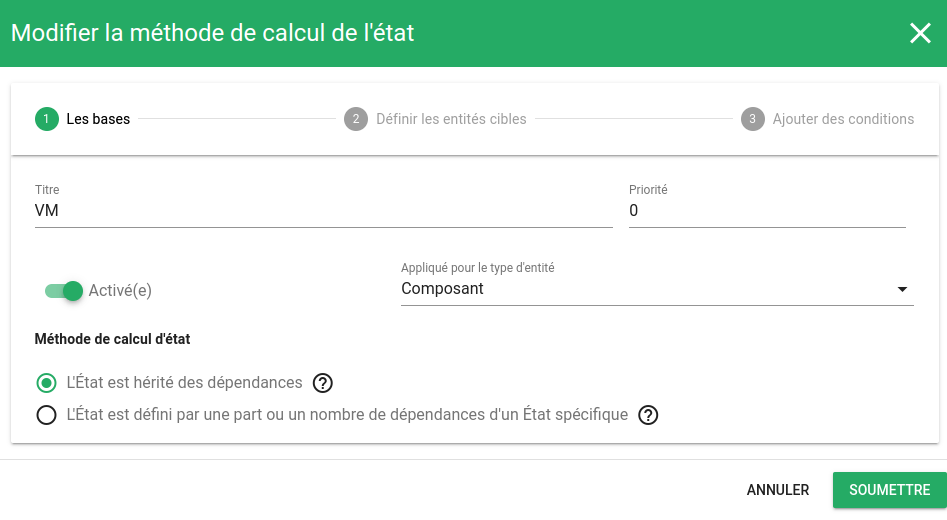 Modifier la méthode de calcul de l'état
1 Les bases
2 Définir les entités cibles
3 Ajouter des conditions
Titre
VM
Priorité
0
Activé(e)
Appliqué pour le type d'entité
Composant
Méthode de calcul d'état
L'État est hérité des dépendances ?
L'État est défini par une part ou un nombre de dépendances d'un État spécifique ?
ANNULER
SOUMETTRE